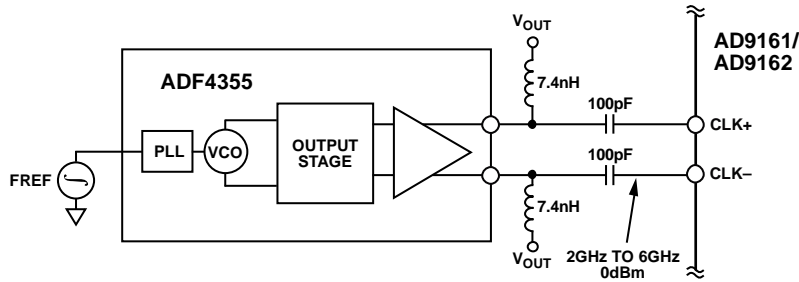 VOUT
AD9161/
AD9162
ADF4355
7.4nH
100pF
CLK+
PLL
VCO
OUTPUT
STAGE
FREF
100pF
CLK–
7.4nH
VOUT
2GHz TO 6GHz
0dBm